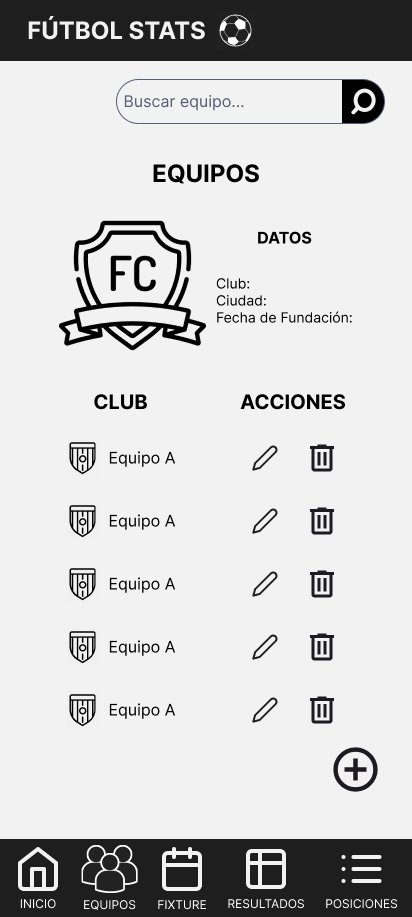 FÚTBOL STATS
Buscar equipo...
EQUIPOS
FC
DATOS
Club:
Ciudad:
Fecha de Fundación:
CLUB ACCIONES
Equipo A
Equipo A
Equipo A
Equipo A
Equipo A
INICIO EQUIPOS FIXTURE RESULTADOS POSICIONES